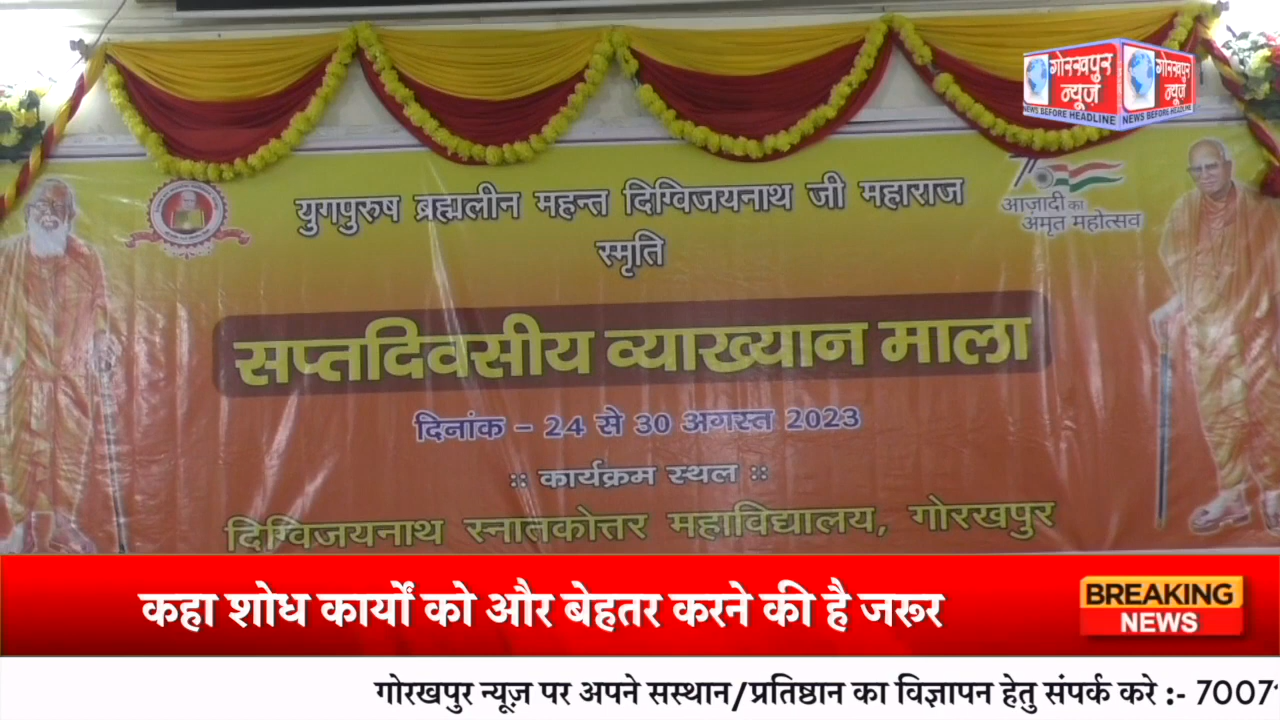 गोरखपुर न्यूज़
NEWS BEFORE HEADLINE
गोरखपुर न्यूज़
NEWS BEFORE HEADLINE
युगपुरुष ब्रह्मलीन महन्त दिग्विजयनाथ जी महाराज
स्मृति
आज़ादी का
अमृत महोत्सव
सप्तदिवसीय व्याख्यान माला
दिनांक - 24 से 30 अगस्त 2023
:: कार्यक्रम स्थल ::
दिग्विजयनाथ स्नातकोत्तर महाविद्यालय, गोरखपुर
कहा शोध कार्यों को और बेहतर करने की है जरूर
BREAKING
NEWS
गोरखपुर न्यूज़ पर अपने सस्थान/प्रतिष्ठान का विज्ञापन हेतु संपर्क करे :- 7007